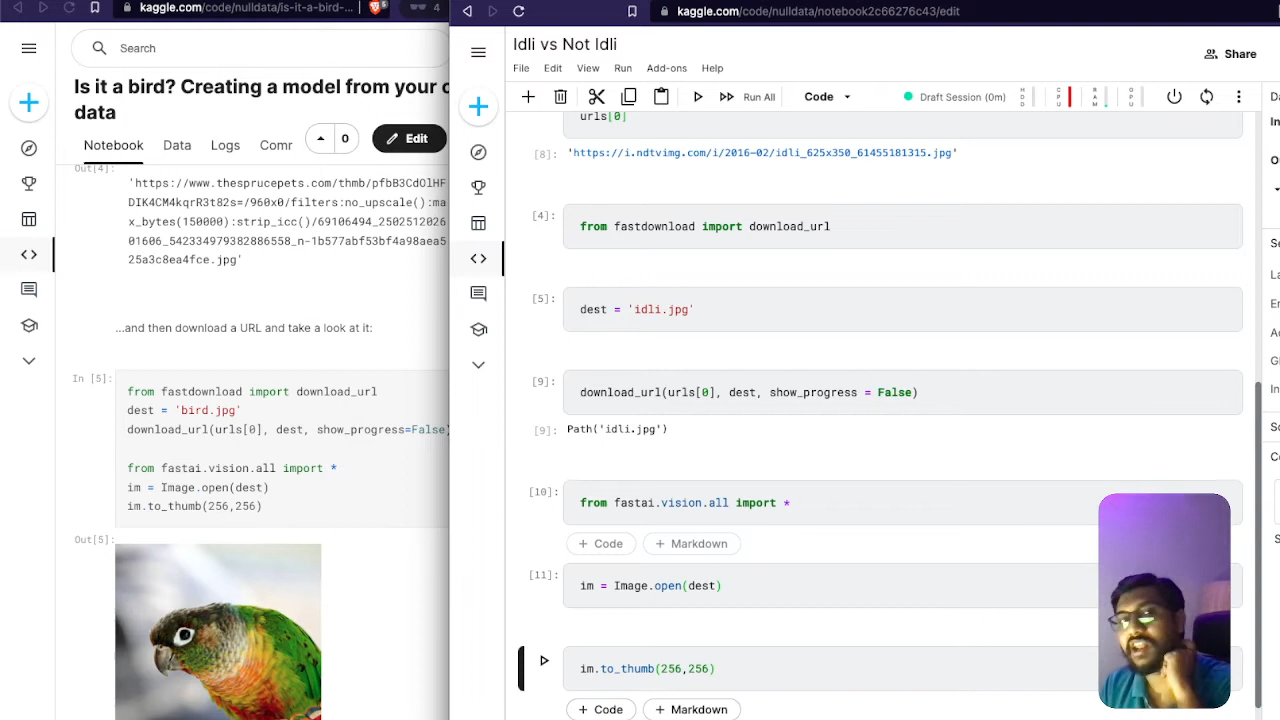 kaggle.com/code/nulldata/is-it-a-bird-...
4
Search
Is it a bird? Creating a model from your
data
Notebook
Data
Logs
0
Edit
Out[4]
'https://www.thesprucepets.com/thmb/pfbB3CdOlHF
DIK4CM4kqrR3t82s=/960x0/filters:no_upscale():ma
x_bytes(150000):strip_icc()/69106494_2502512026
01606_542334979382886558_n-1b577abf53bf4a98aea5
25a3c8ea4fce.jpg'
...and then download a URL and take a look at it:
In [5]
from fastdownload import download_url
dest = 'bird.jpg'
download_url(urls[0], dest, show_progress=False)
from fastai.vision.all import *
im = Image.open(dest)
im.to_thumb(256,256)
Out[5]
kaggle.com/code/nulldata/notebook2c66276c43/edit
Idli vs Not Idli
Share
File
Edit
View
Run
Add-ons
Help
Run All
Code
Draft Session (0m)
HDD
CPU
RAM
GPU
urls[0]
[8]:
'https://i.ndtvimg.com/i/2016-02/idli_625x350_61455181315.jpg'
[4]:
from fastdownload import download_url
[5]:
dest = 'idli.jpg'
[9]:
download_url(urls[0], dest, show_progress = False)
[9]:
Path('idli.jpg')
[10]:
from fastai.vision.all import *
+ Code
+ Markdown
[11]:
im = Image.open(dest)
im.to_thumb(256,256)
+ Code
+ Markdown